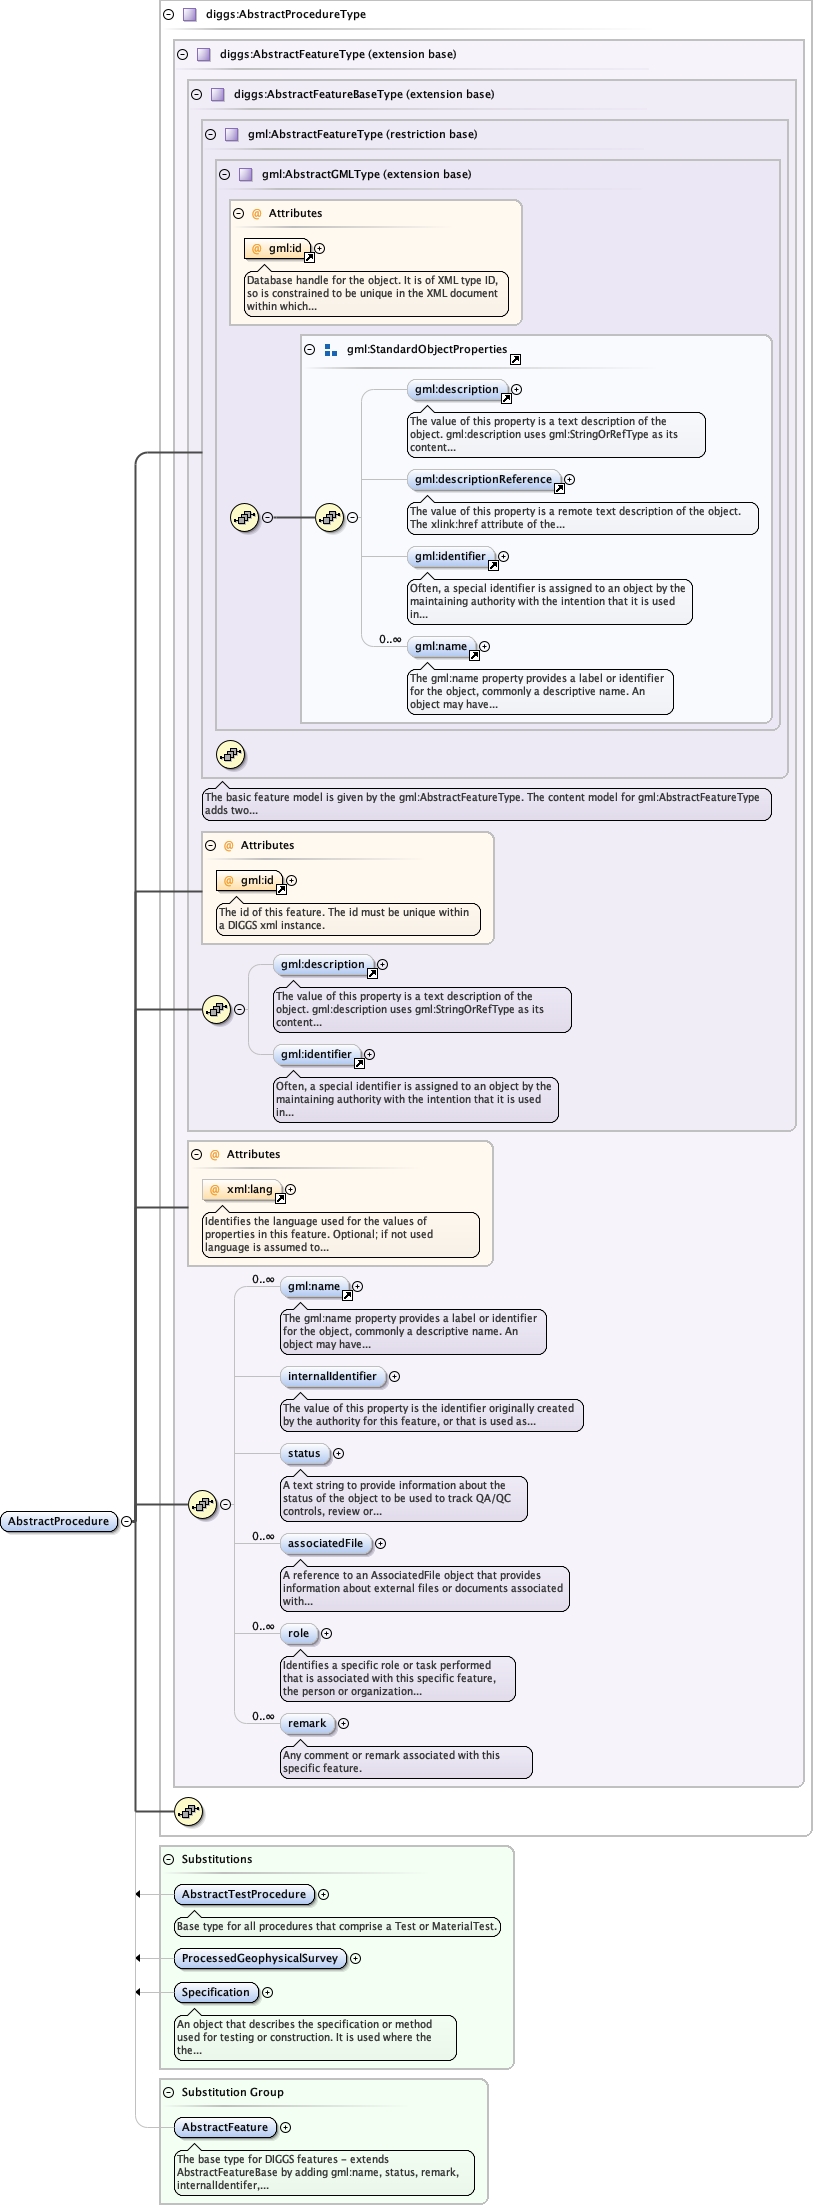 diggs:AbstractProcedureType
diggs:AbstractFeatureType (extension base)
diggs:AbstractFeatureBaseType (extension base)
gml:AbstractFeatureType (restriction base)
gml:AbstractGMLType (extension base)
@ Attributes
@ gml:id
Database handle for the object. It is of XML type ID,
so is constrained to be unique in the XML document
within which...
gml:StandardObjectProperties
gml:description
The value of this property is a text description of the
object. gml:description uses gml:StringOrRefType as its
content...
gml:descriptionReference
The value of this property is a remote text description of the object.
The xlink:href attribute of the...
gml:identifier
Often, a special identifier is assigned to an object by the
maintaining authority with the intention that it is used
in...
0..∞
gml:name
The gml:name property provides a label or identifier
for the object, commonly a descriptive name. An
object may have...
The basic feature model is given by the gml:AbstractFeatureType. The content model for gml:AbstractFeatureType
adds two...
@ Attributes
@ gml:id
The id of this feature. The id must be unique within
a DIGGS xml instance.
gml:description
The value of this property is a text description of the
object. gml:description uses gml:StringOrRefType as its
content...
gml:identifier
Often, a special identifier is assigned to an object by the
maintaining authority with the intention that it is used
in...
@ Attributes
@ xml:lang
Identifies the language used for the values of
properties in this feature. Optional; if not used
language is assumed to...
0..∞
gml:name
The gml:name property provides a label or identifier
for the object, commonly a descriptive name. An
object may have...
internalIdentifier
The value of this property is the identifier originally created
by the authority for this feature, or that is used as...
status
A text string to provide information about the
status of the object to be used to track QA/QC
controls, review or...
AbstractProcedure
0..∞
associatedFile
A reference to an AssociatedFile object that provides
information about external files or documents associated
with...
0..∞
role
Identifies a specific role or task performed
that is associated with this specific feature,
the person or organization...
0..∞
remark
Any comment or remark associated with this
specific feature.
Substitutions
AbstractTestProcedure
Base type for all procedures that comprise a Test or MaterialTest.
ProcessedGeophysicalSurvey
Specification
An object that describes the specification or method
used for testing or construction. It is used where the
the...
Substitution Group
AbstractFeature
The base type for DIGGS features - extends
AbstractFeatureBase by adding gml:name, status, remark,
internalIdentifer,...